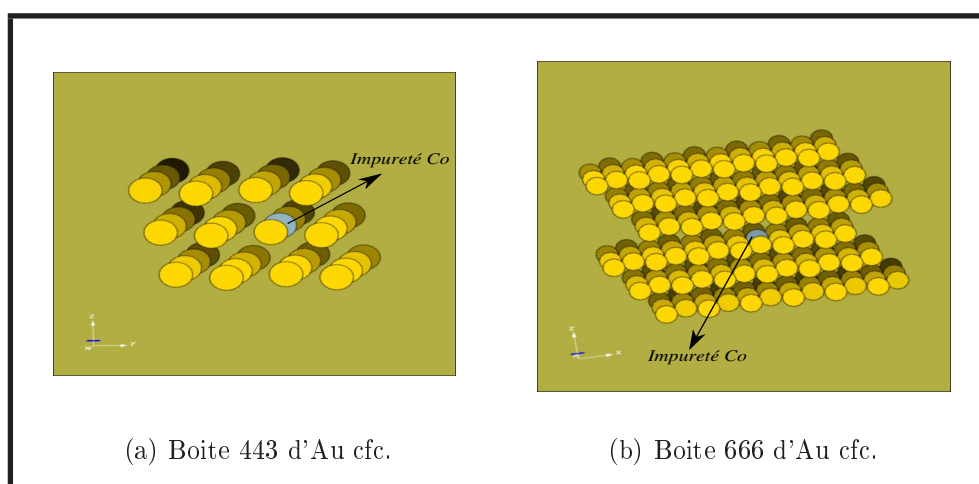 Impureté Co
z
y
x
(a) Boite 443 d'Au cfc.
Impureté Co
z
x
(b) Boite 666 d'Au cfc.